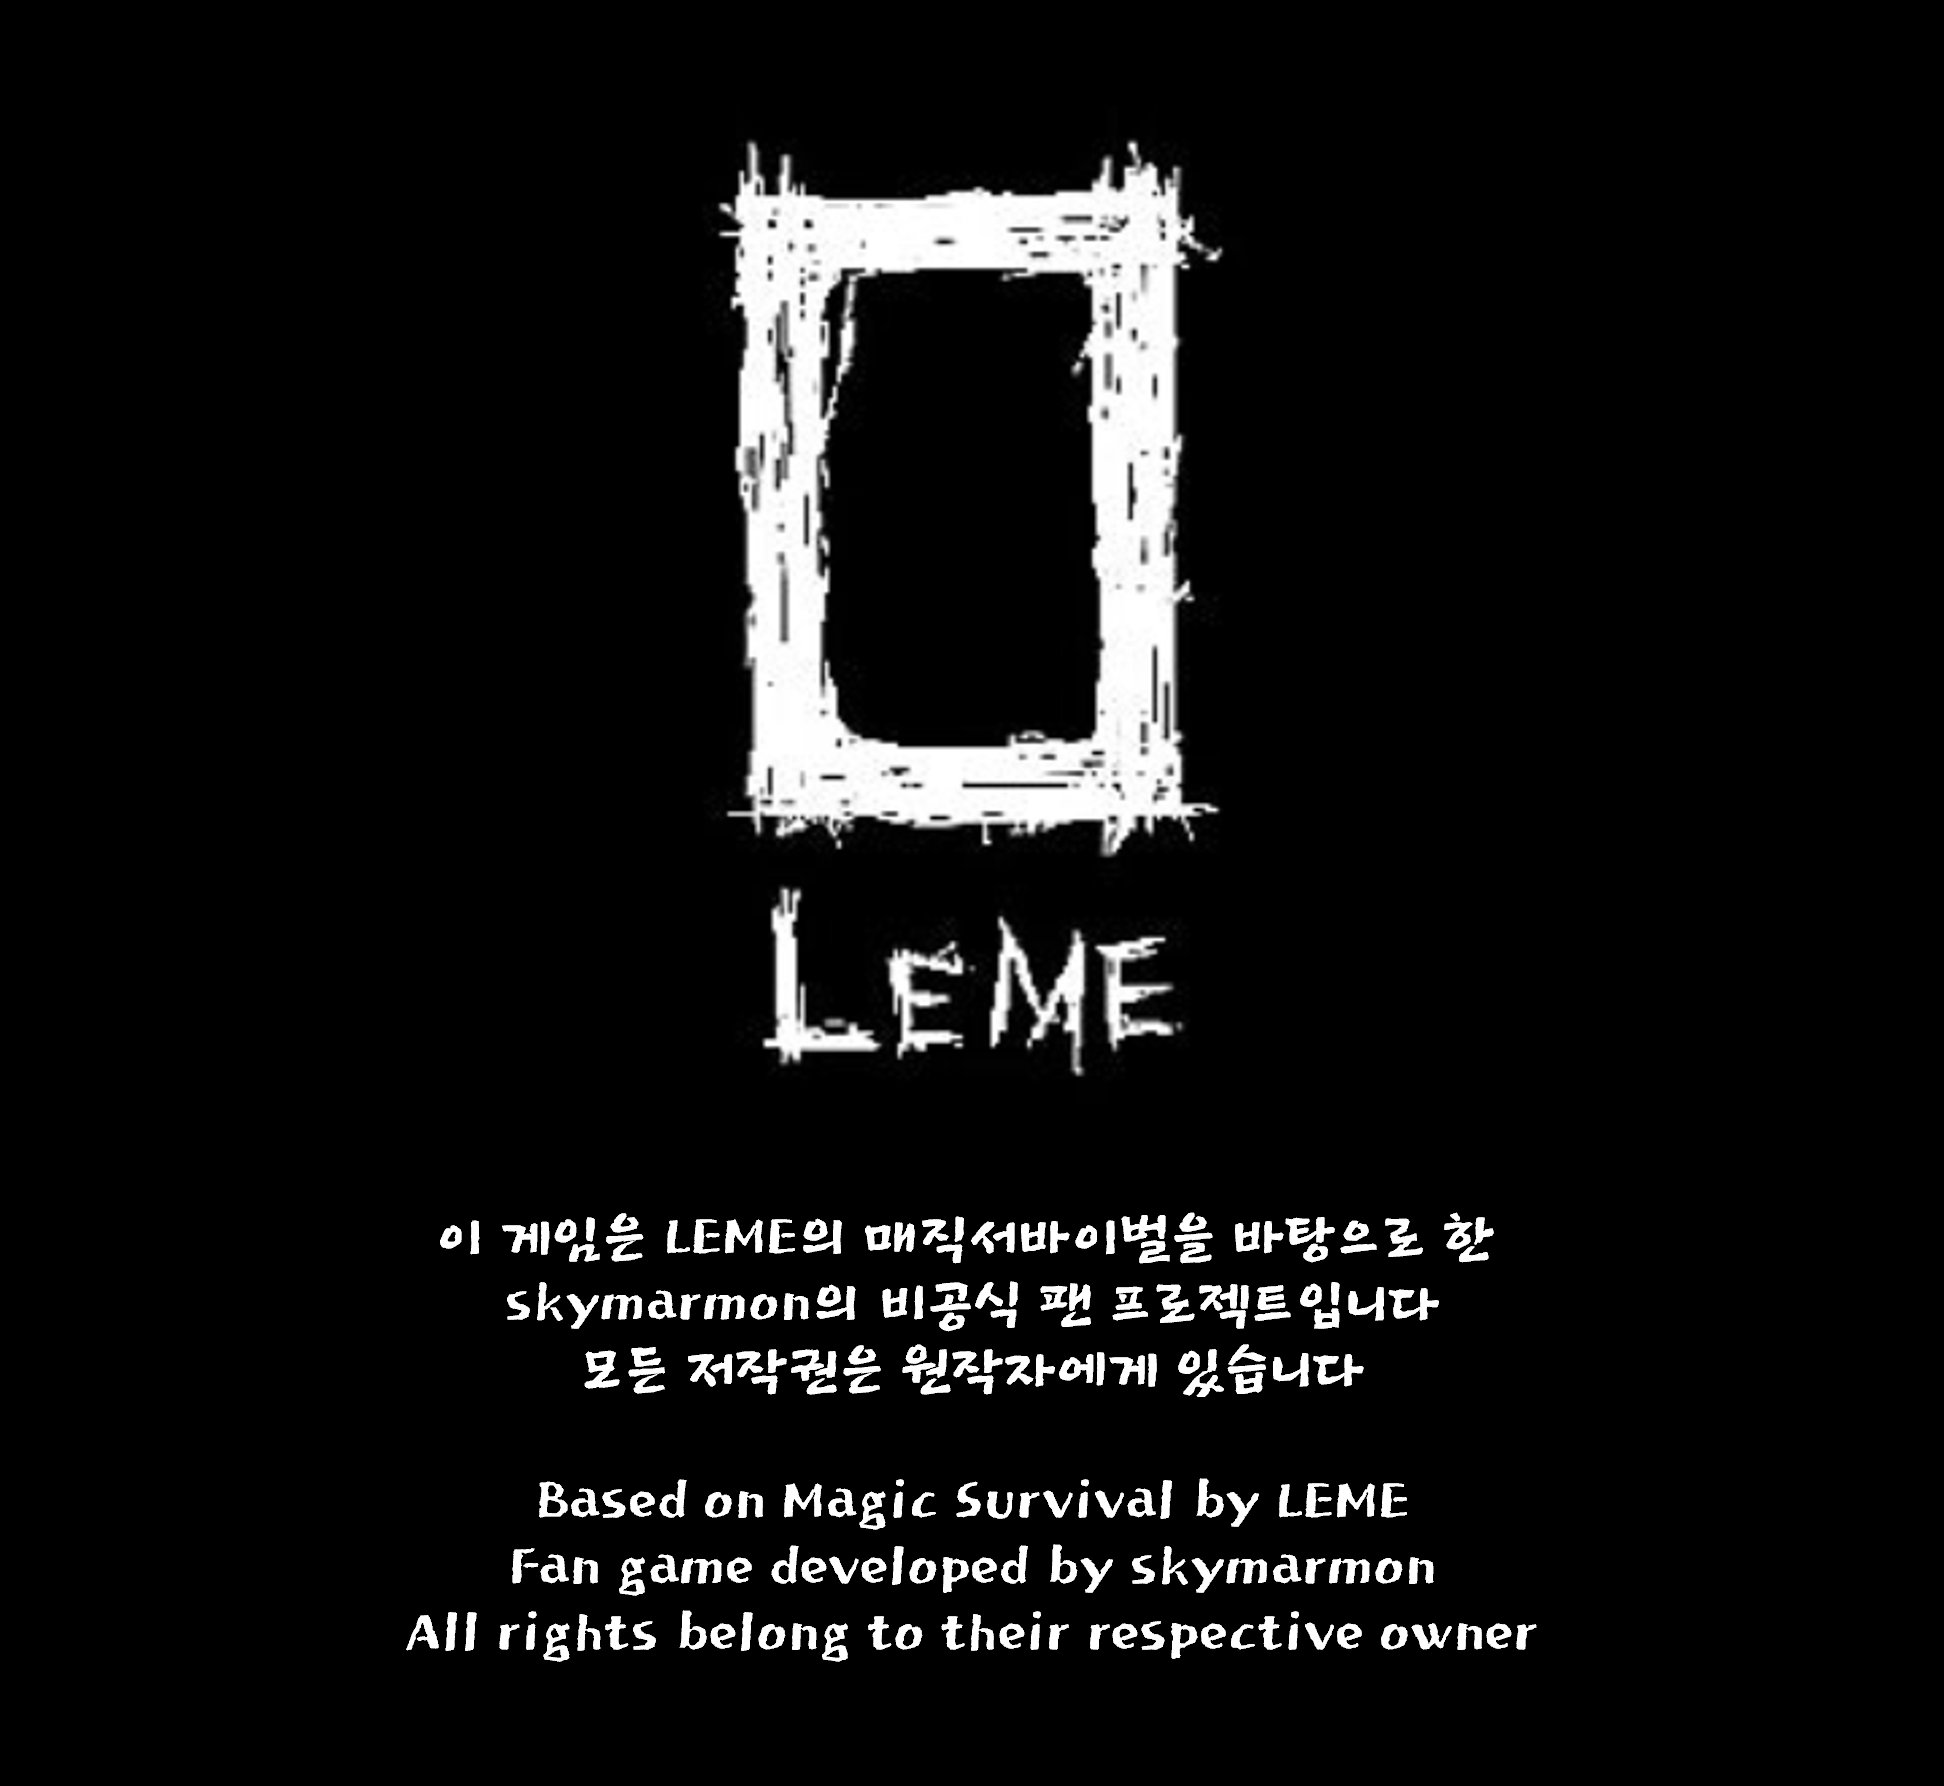 LEME
이 게임은 LEME의 매직서바이벌을 바탕으로 한
skymarmon의 비공식 팬 프로젝트입니다
모든 저작권은 원작자에게 있습니다
Based on Magic Survival by LEME
Fan game developed by skymarmon
All rights belong to their respective owner